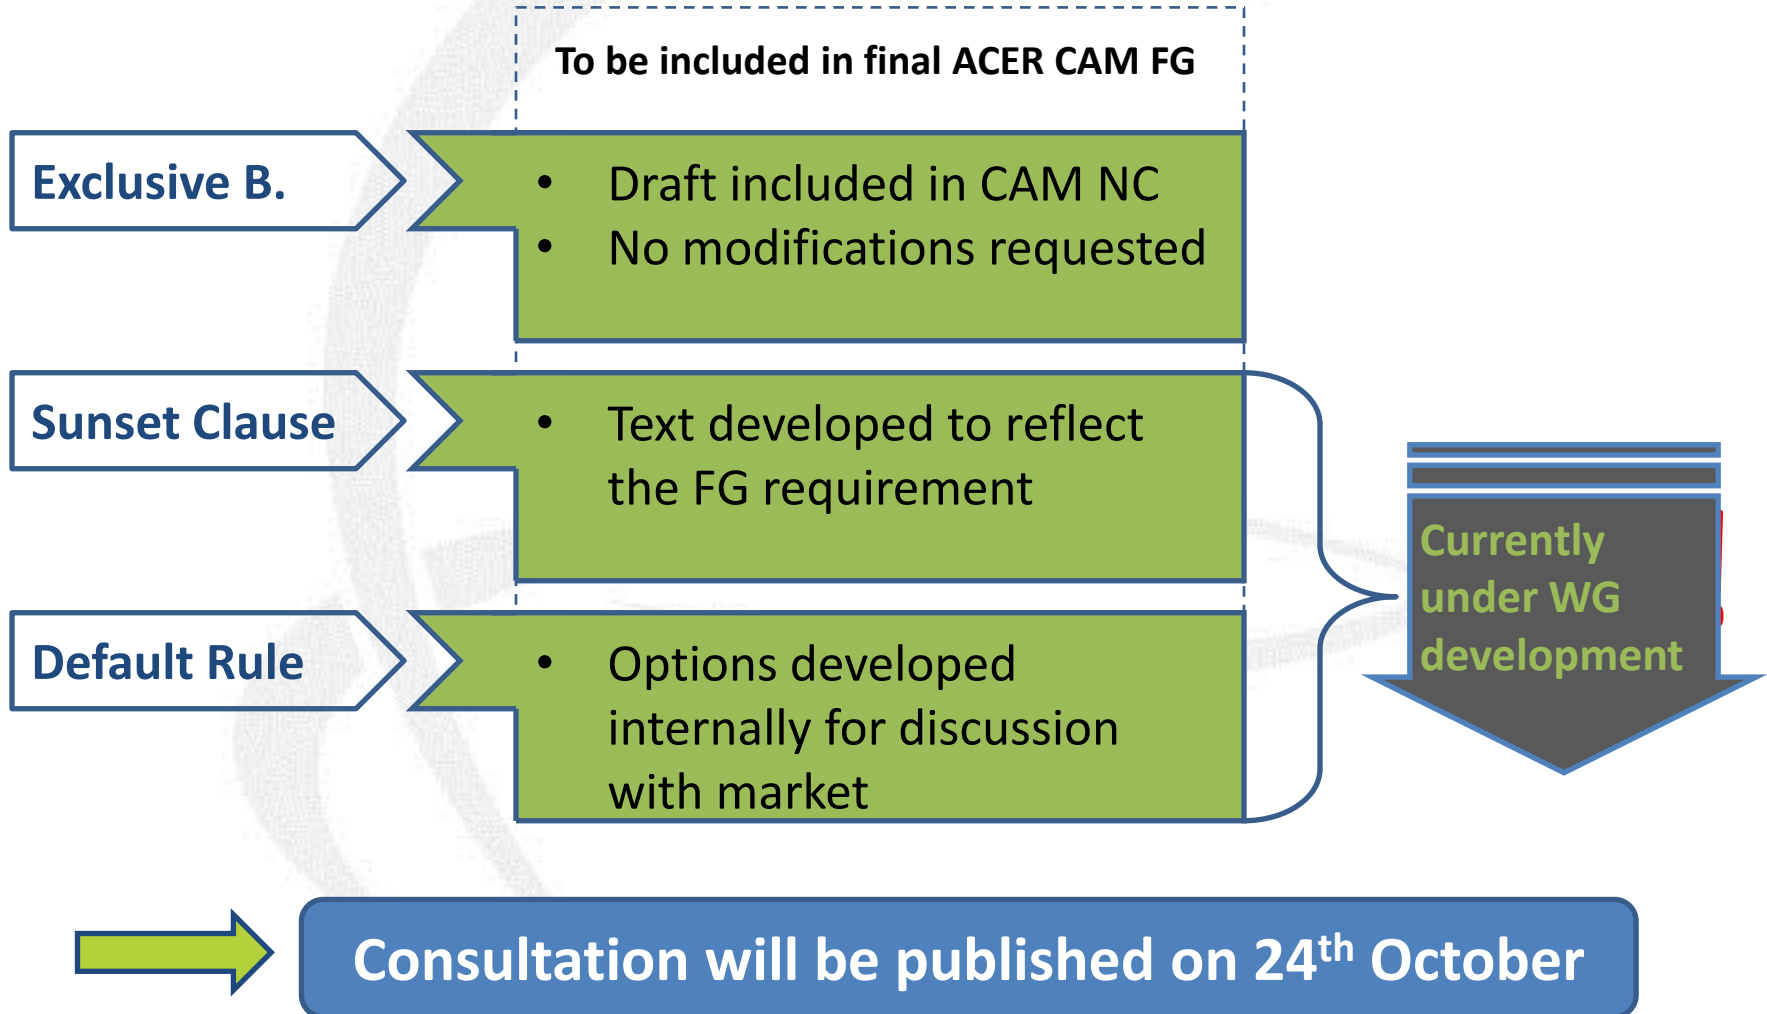 To be included in final ACER CAM FG
Exclusive B.
• Draft included in CAM NC
• No modifications requested
Sunset Clause
• Text developed to reflect
the FG requirement
Default Rule
• Options developed
internally for discussion
with market
Currently
under WG
development
Consultation will be published on 24th October